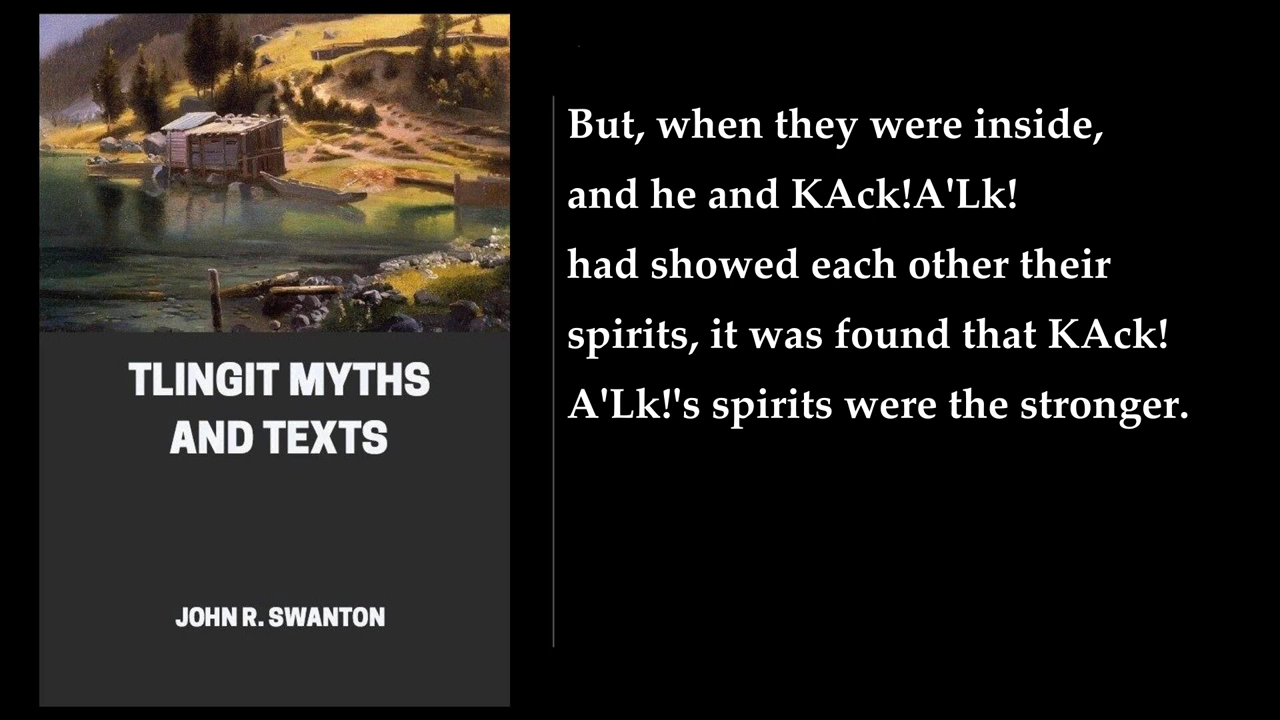 TLINGIT MYTHS
AND TEXTS
JOHN R. SWANTON
But, when they were inside,
and he and KAck!A'Lk!
had showed each other their
spirits, it was found that KAck!
A'Lk!'s spirits were the stronger.